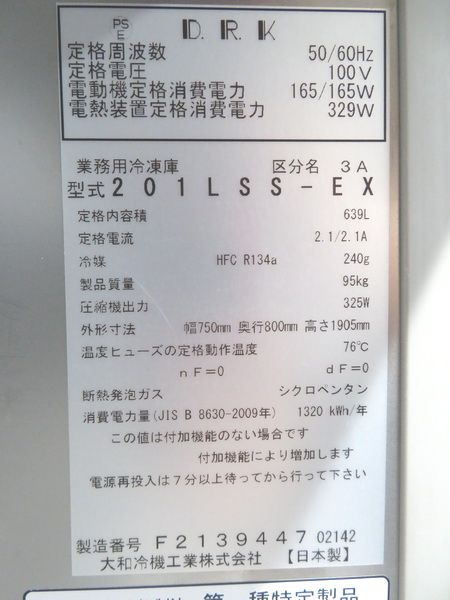 PS
E
D. R. K
定格周波数 50/60Hz
定格電圧 100V
電動機定格消費電力 165/165W
電熱装置定格消費電力 329W
業務用冷凍庫 区分名 3A
型式 201LSS-EX
定格内容積 639L
定格電流 2.1/2.1A
冷媒 HFC R134a 240g
製品質量 95kg
圧縮機出力 325W
外形寸法 幅750mm 奥行800mm 高さ1905mm
温度ヒューズの定格動作温度 76℃
nF=0 dF=0
断熱発泡ガス シクロペンタン
消費電力量(JIS B 8630-2009年) 1320 kWh/年
この値は付加機能のない場合です
付加機能により増加します
電源再投入は7分以上待ってから行って下さい
製造番号 F2139447 02142
大和冷機工業株式会社 【日本製】
第一種特定製品